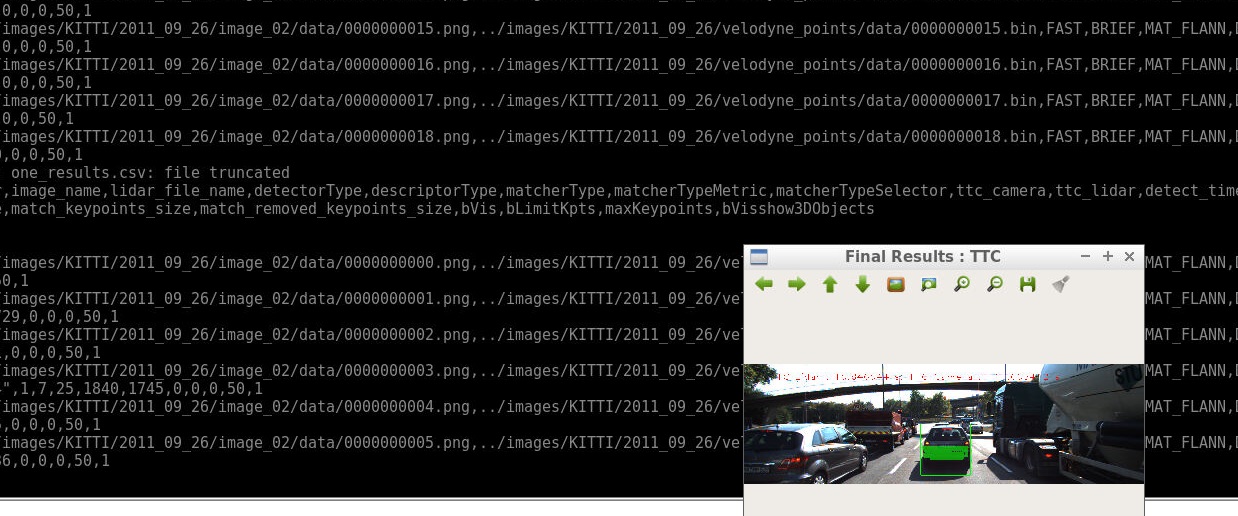 0,0,0,50,1
/images/KITTI/2011_09_26/image_02/data/0000000015.png,../images/KITTI/2011_09_26/velodyne_points/data/0000000015.bin,FAST,BRIEF,MAT_FLANN,
0,0,0,50,1
/images/KITTI/2011_09_26/image_02/data/0000000016.png,../images/KITTI/2011_09_26/velodyne_points/data/0000000016.bin,FAST,BRIEF,MAT_FLANN,
0,0,0,50,1
/images/KITTI/2011_09_26/image_02/data/0000000017.png,../images/KITTI/2011_09_26/velodyne_points/data/0000000017.bin,FAST,BRIEF,MAT_FLANN,
,0,0,50,1
/images/KITTI/2011_09_26/image_02/data/0000000018.png,../images/KITTI/2011_09_26/velodyne_points/data/0000000018.bin,FAST,BRIEF,MAT_FLANN,
,0,0,50,1
one_results.csv: file truncated
r,image_name,lidar_file_name,detectorType,descriptorType,matcherType,matcherTypeMetric,matcherTypeSelector,ttc_camera,ttc_lidar,detect_time
e,match_keypoints_size,match_removed_keypoints_size,bVis,bLimitKpts,maxKeypoints,bVisshow3DObjects
Final Results : TTC
/images/KITTI/2011_09_26/image_02/data/0000000000.png,../images/KITTI/2011_09_26/ve MAT_FLANN,
50,1
/images/KITTI/2011_09_26/image_02/data/0000000001.png,../images/KITTI/2011_09_26/vel MAT_FLANN,
729,0,0,0,50,1
/images/KITTI/2011_09_26/image_02/data/0000000002.png,../images/KITTI/2011_09_26/ve MAT_FLANN,
,0,0,0,50,1
/images/KITTI/2011_09_26/image_02/data/0000000003.png,../images/KITTI/2011_09_26/ve MAT_FLANN,
",1,7,25,1840,1745,0,0,0,50,1
/images/KITTI/2011_09_26/image_02/data/0000000004.png,../images/KITTI/2011_09_26/ve MAT_FLANN,
,0,0,0,50,1
/images/KITTI/2011_09_26/image_02/data/0000000005.png,../images/KITTI/2011_09_26/ve MAT_FLANN,
36,0,0,0,50,1